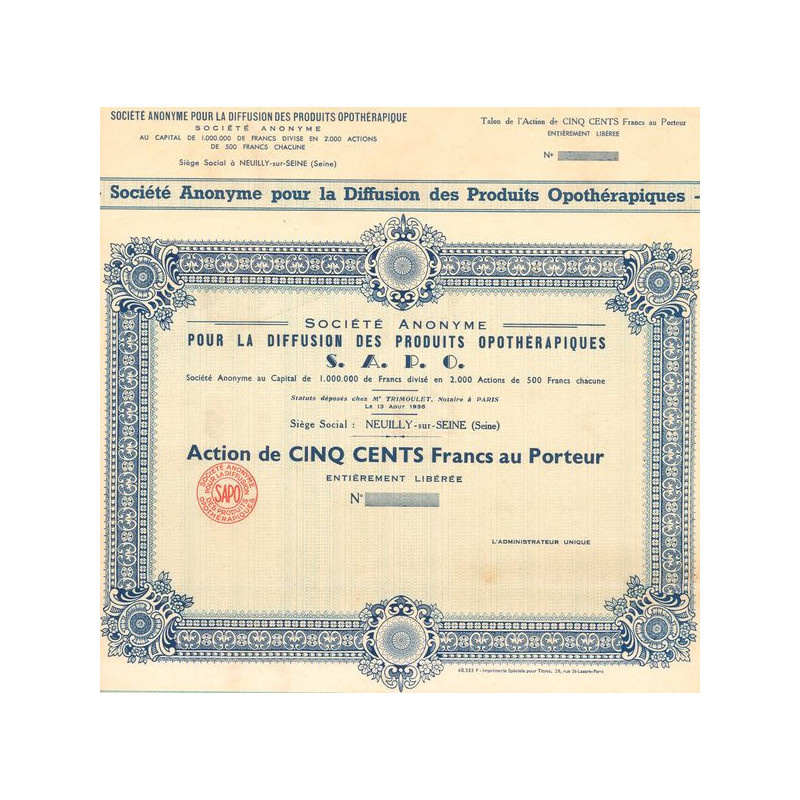 SOCIÉTÉ ANONYME POUR LA DIFFUSION DES PRODUITS OPOTHÉRAPIQUE
SOCIÉTÉ ANONYME
AU CAPITAL DE 1.000.000 DE FRANCS DIVISE EN 2.000 ACTIONS
DE 500 FRANCS CHACUNE
Siège Social à NEUILLY-sur-SEINE (Seine)
Talon de l'Action de CINQ CENTS Francs au Porteur
ENTIÈREMENT LIBÉRÉE
N°
Société Anonyme pour la Diffusion des Produits Opothérapiques
SOCIÉTÉ ANONYME
POUR LA DIFFUSION DES PRODUITS OPOTHÉRAPIQUES
S. A. P. O.
Société Anonyme au Capital de 1.000.000 de Francs divisé en 2.000 Actions de 500 Francs chacune
Statuts déposés chez Me TRIMOULET, Notaire à PARIS
Le 13 AOUT 1936
Siège Social : NEUILLY-sur-SEINE (Seine)
Action de CINQ CENTS Francs au Porteur
ENTIÈREMENT LIBÉRÉE
N°
SOCIÉTÉ ANONYME
POUR LA DIFFUSION
SAPO
DES PRODUITS
OPOTHÉRAPIQUES
L'ADMINISTRATEUR UNIQUE
68.323 F - Imprimerie Spéciale pour Titres, 28, rue St-Lazare-Paris